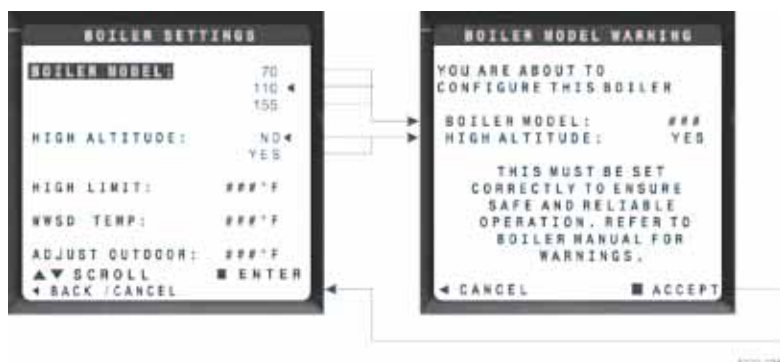 BOILER SETTINGS
BOILER MODEL: 70
110 ◄
155
HIGH ALTITUDE: NO◄
YES
HIGH LIMIT: ###°F
WWSD TEMP: ###°F
ADJUST OUTDOOR: ###°F
▲▼ SCROLL ■ ENTER
◄ BACK /CANCEL
BOILER MODEL WARNING
YOU ARE ABOUT TO
CONFIGURE THIS BOILER
BOILER MODEL: ###
HIGH ALTITUDE: YES
THIS MUST BE SET
CORRECTLY TO ENSURE
SAFE AND RELIABLE
OPERATION. REFER TO
BOILER MANUAL FOR
WARNINGS.
◄ CANCEL ■ ACCEPT